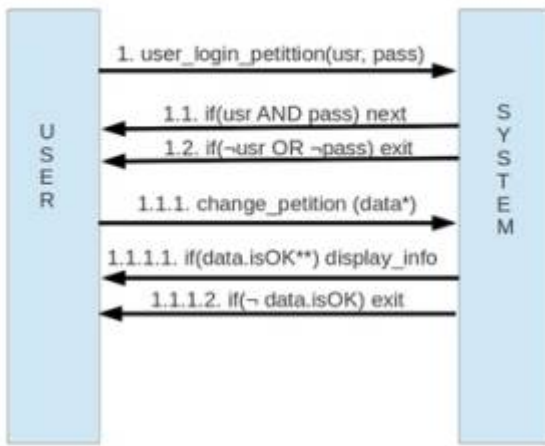 USER
1. user_login_petittion(usr, pass)
1.1. if(usr AND pass) next
1.2. if(¬usr OR ¬pass) exit
1.1.1. change_petition (data*)
1.1.1.1. if(data.isOK**) display_info
1.1.1.2. if(¬ data.isOK) exit
SYSTEM